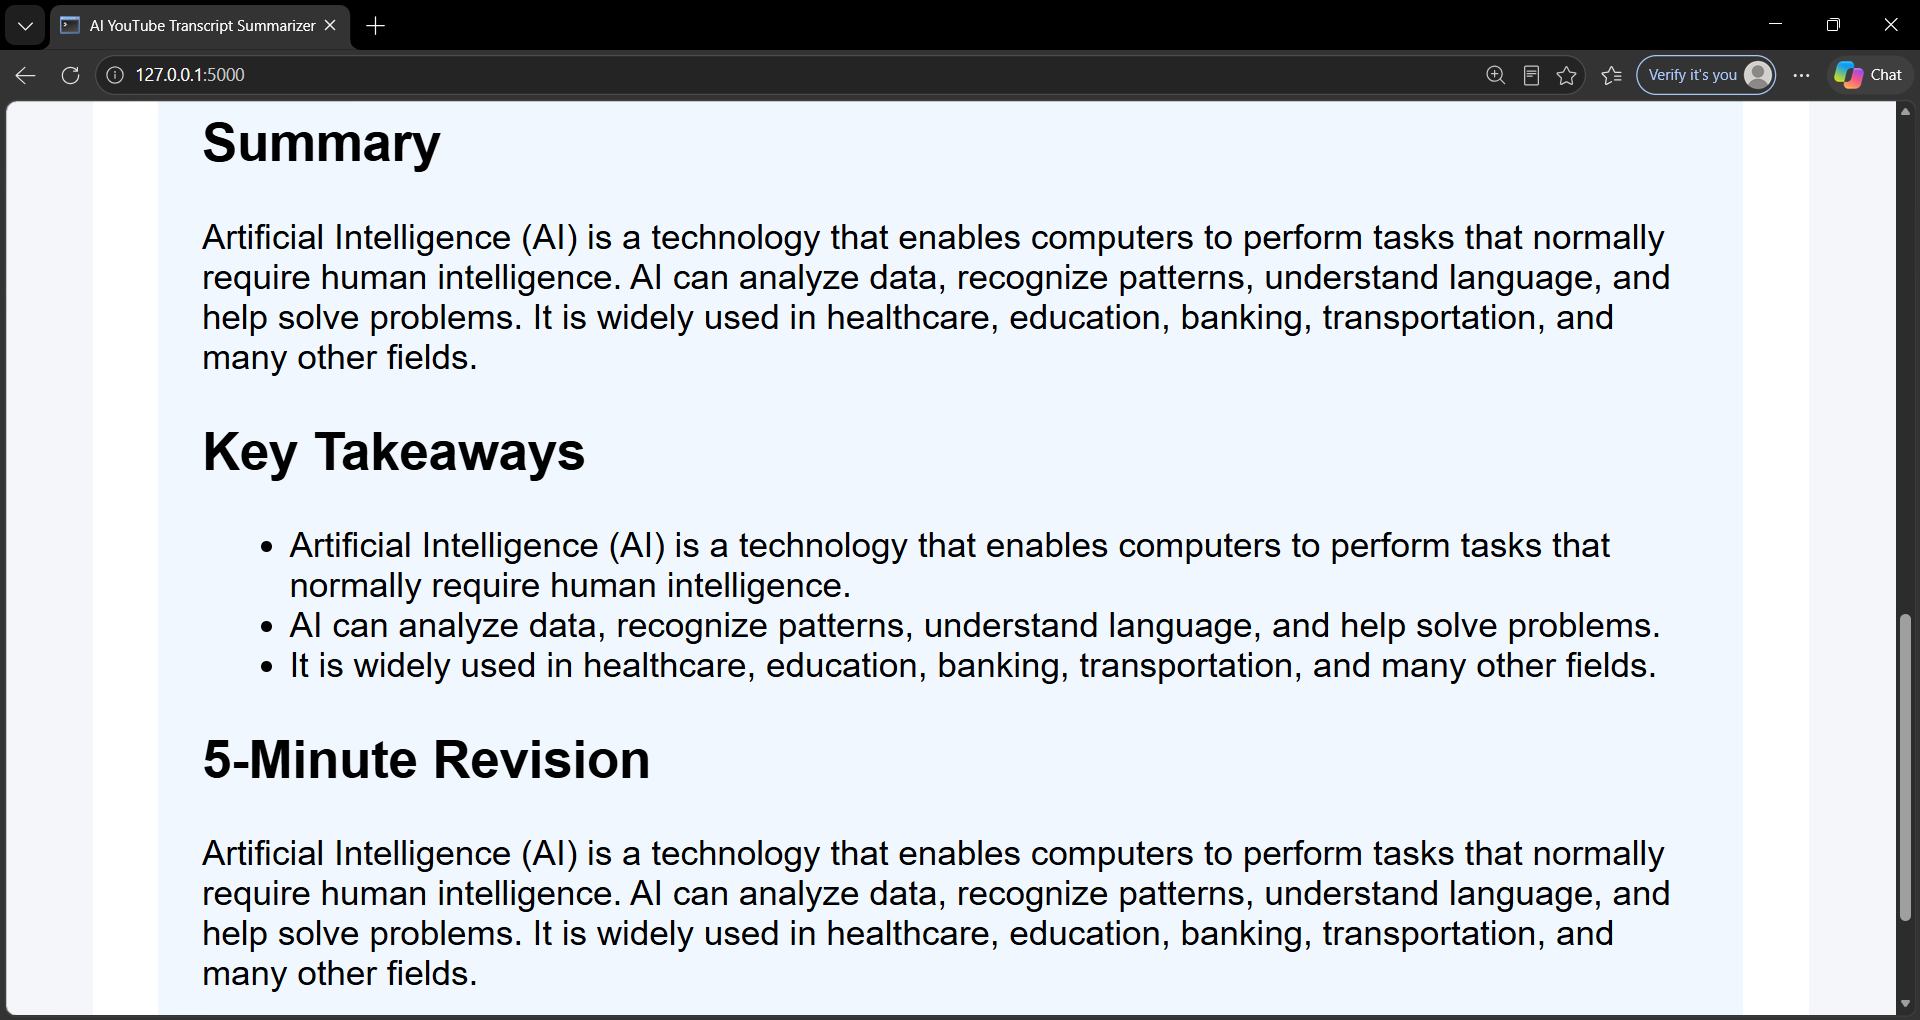 AI YouTube Transcript Summarizer
127.0.0.1:5000
Verify it's you
Chat
Summary
Artificial Intelligence (AI) is a technology that enables computers to perform tasks that normally
require human intelligence. AI can analyze data, recognize patterns, understand language, and
help solve problems. It is widely used in healthcare, education, banking, transportation, and
many other fields.
Key Takeaways
• Artificial Intelligence (AI) is a technology that enables computers to perform tasks that
normally require human intelligence.
• AI can analyze data, recognize patterns, understand language, and help solve problems.
• It is widely used in healthcare, education, banking, transportation, and many other fields.
5-Minute Revision
Artificial Intelligence (AI) is a technology that enables computers to perform tasks that normally
require human intelligence. AI can analyze data, recognize patterns, understand language, and
help solve problems. It is widely used in healthcare, education, banking, transportation, and
many other fields.